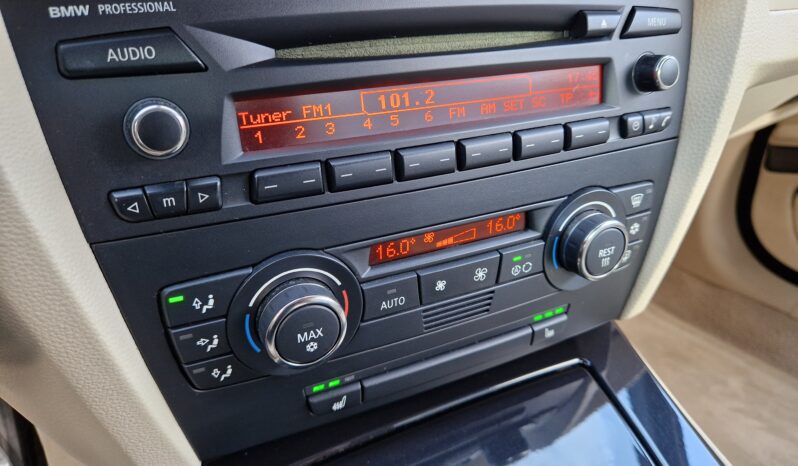 BMW PROFESSIONAL
AUDIO
MENU
Tuner FM1 101.2
1 2 3 4 5 6 FM AM SET SC TP
m
16.0° 16.0°
AUTO
MAX
REST